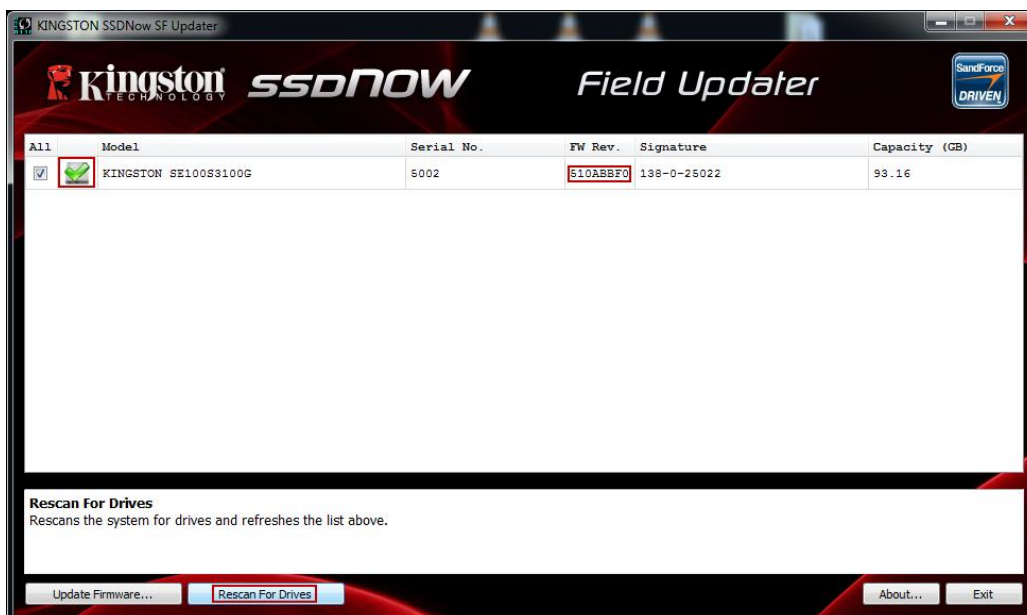 KINGSTON SSDNow SF Updater
Kingston SSDNOW Field Updater SandForce
TECHNOLOGY DRIVEN
All Model Serial No. FW Rev. Signature Capacity (GB)
KINGSTON SE100S3100G 5002 510ABBF0 138-0-25022 93.16
Rescan For Drives
Rescans the system for drives and refreshes the list above.
Update Firmware... Rescan For Drives About... Exit